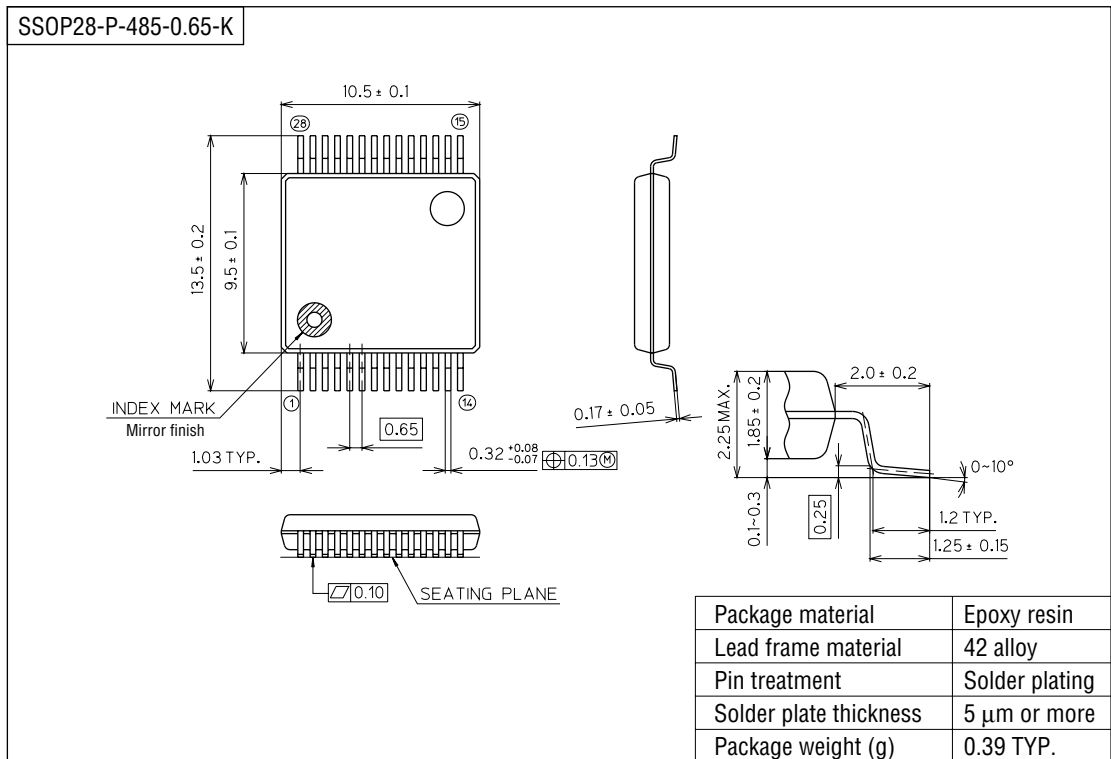 SSOP28-P-485-0.65-K
10.5 ± 0.1
28
15
13.5 ± 0.2
9.5 ± 0.1
INDEX MARK
Mirror finish
1
14
0.65
1.03 TYP.
0.32 +0.08 -0.07
0.13 M
0.17 ± 0.05
2.25 MAX.
1.85 ± 0.2
2.0 ± 0.2
0.1~0.3
0.25
0~10°
1.2 TYP.
1.25 ± 0.15
0.10
SEATING PLANE
Package material Epoxy resin
Lead frame material 42 alloy
Pin treatment Solder plating
Solder plate thickness 5 μm or more
Package weight (g) 0.39 TYP.